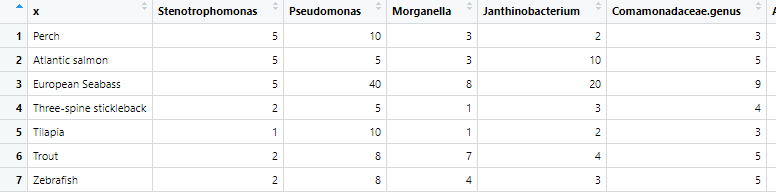 x Stenotrophomonas Pseudomonas Morganella Janthinobacterium Comamonadaceae.genus
1 Perch 5 10 3 2 3
2 Atlantic salmon 5 5 3 10 5
3 European Seabass 5 40 8 20 9
4 Three-spine stickleback 2 5 1 3 4
5 Tilapia 1 10 1 2 3
6 Trout 2 8 7 4 5
7 Zebrafish 2 8 4 3 5